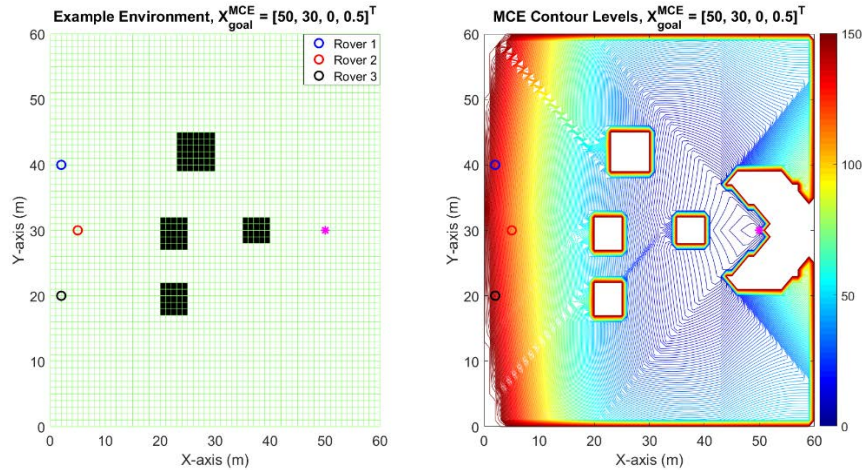 Example Environment, X^MCE_goal = [50, 30, 0, 0.5]^T
60
50
40
30
20
10
0
Y-axis (m)
Rover 1
Rover 2
Rover 3
0 10 20 30 40 50 60
X-axis (m)
MCE Contour Levels, X^MCE_goal = [50, 30, 0, 0.5]^T
60
50
40
30
20
10
0
Y-axis (m)
0 10 20 30 40 50 60
X-axis (m)
150
100
50
0